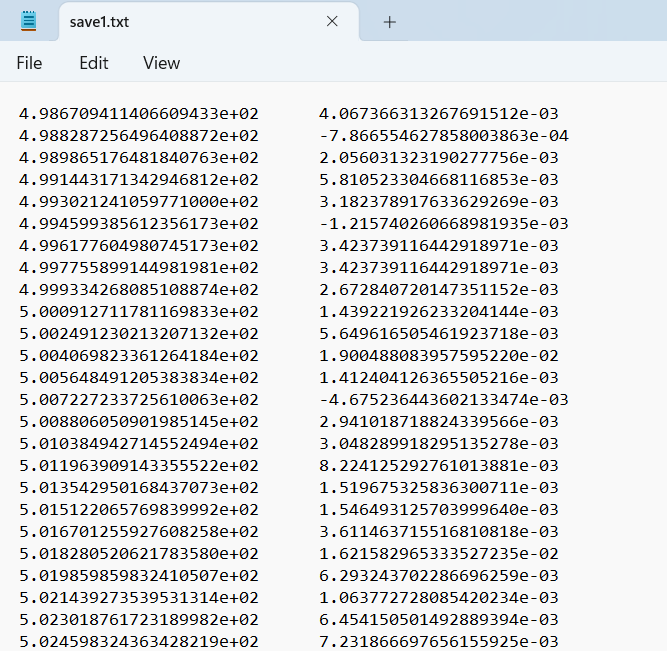 save1.txt
File Edit View
4.986709411406609433e+02 4.067366313267691512e-03
4.988287256496408872e+02 -7.866554627858003863e-04
4.989865176481840763e+02 2.056031323190277756e-03
4.991443171342946812e+02 5.810523304668116853e-03
4.993021241059771000e+02 3.182378917633629269e-03
4.994599385612356173e+02 -1.215740260668981935e-03
4.996177604980745173e+02 3.423739116442918971e-03
4.997755899144981981e+02 3.423739116442918971e-03
4.999334268085108874e+02 2.672840720147351152e-03
5.000912711781169833e+02 1.439221926233204144e-03
5.002491230213207132e+02 5.649616505461923718e-03
5.004069823361264184e+02 1.900488083957595220e-02
5.005648491205383834e+02 1.412404126365505216e-03
5.007227233725610063e+02 -4.675236443602133474e-03
5.008806050901985145e+02 2.941018718824339566e-03
5.010384942714552494e+02 3.048289918295135278e-03
5.011963909143355522e+02 8.224125292761013881e-03
5.013542950168437073e+02 1.519675325836300711e-03
5.015122065769839992e+02 1.546493125703999640e-03
5.016701255927608258e+02 3.611463715516810818e-03
5.018280520621783580e+02 1.621582965333527235e-02
5.019859859832410507e+02 6.293243702286696259e-03
5.021439273539531314e+02 1.063772728085420234e-03
5.023018761723189982e+02 6.454150501492889394e-03
5.024598324363428219e+02 7.231866697656155925e-03